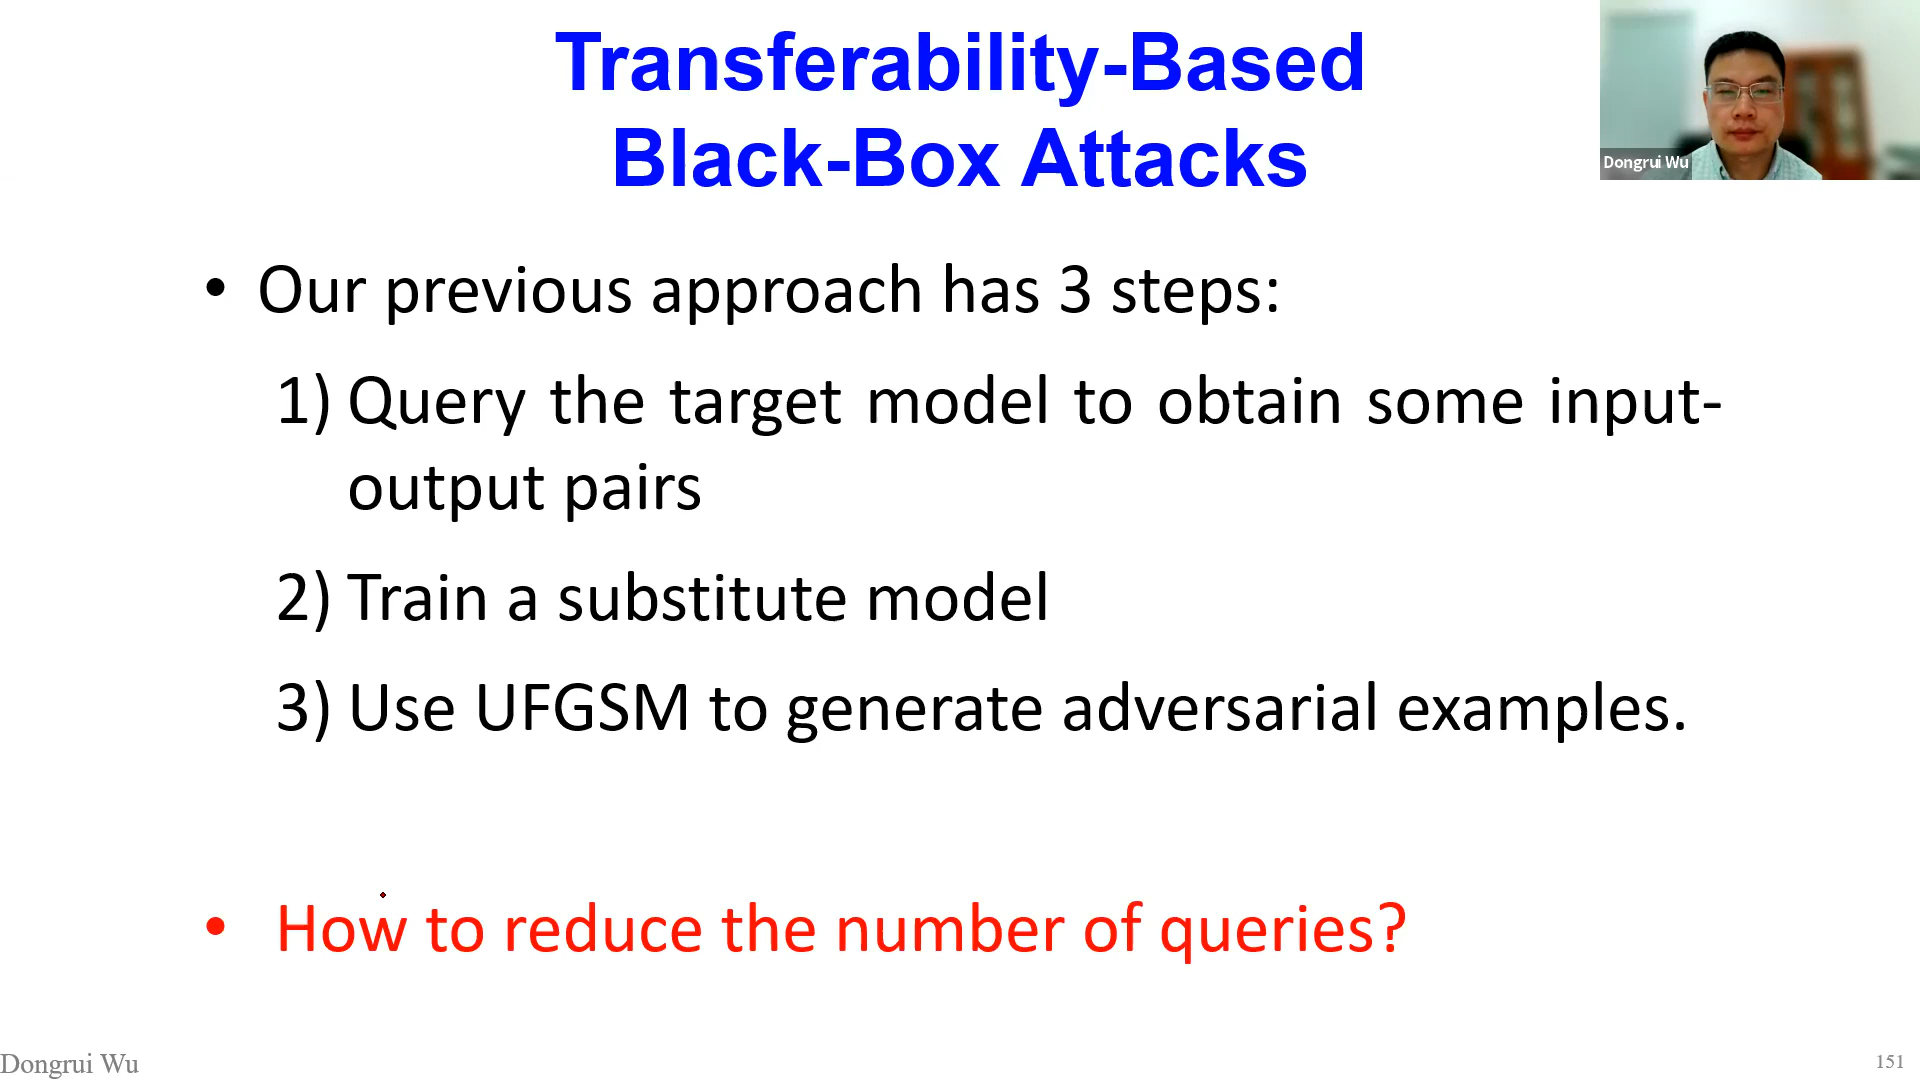 Transferability-Based
Black-Box Attacks
Dongrui Wu
• Our previous approach has 3 steps:
1) Query the target model to obtain some input-
output pairs
2) Train a substitute model
3) Use UFGSM to generate adversarial examples.
• How to reduce the number of queries?
Dongrui Wu
151